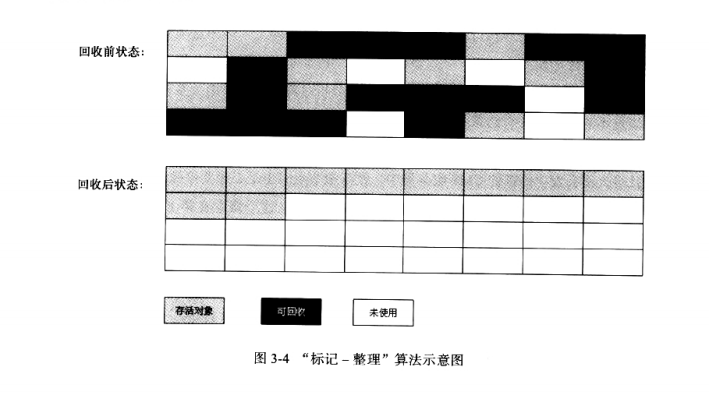 回收前状态:
回收后状态:
存活对象
可回收
未使用
图 3-4 “标记 – 整理”算法示意图